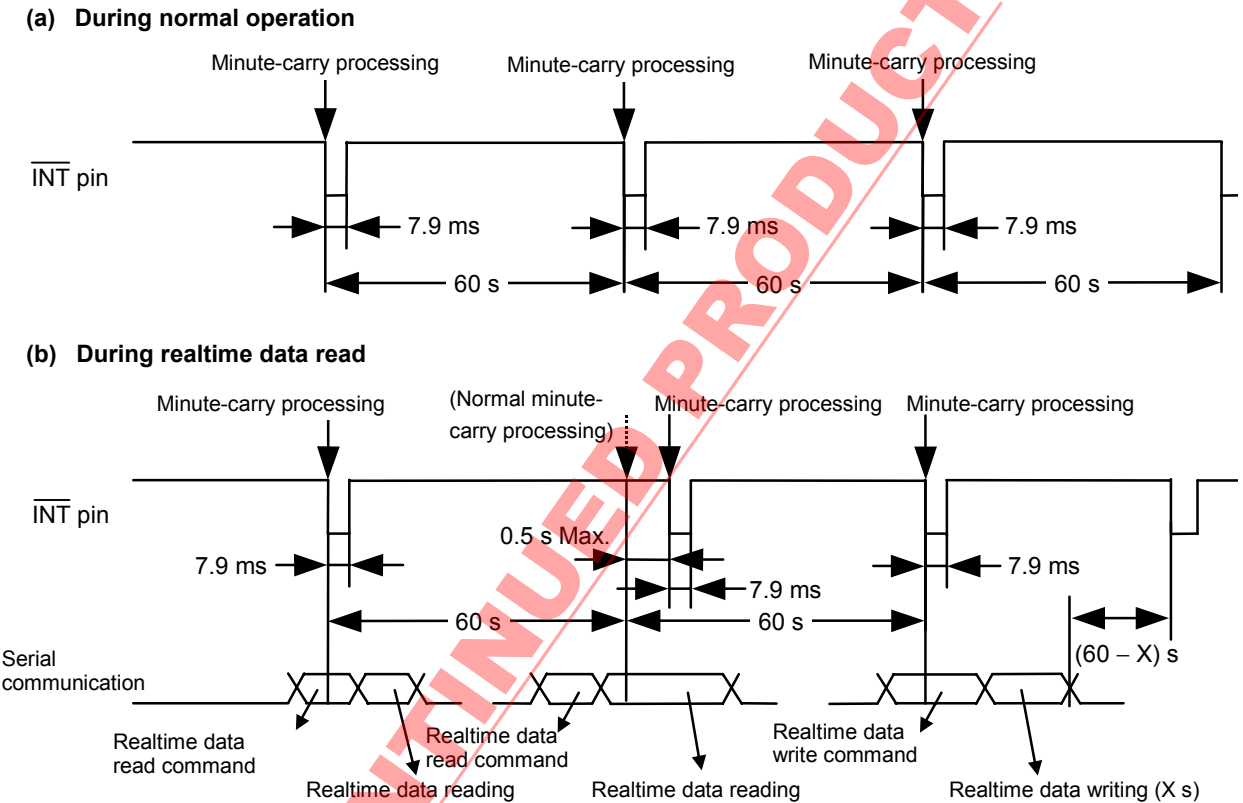 (a) During normal operation
Minute-carry processing
Minute-carry processing
Minute-carry processing
INT pin
7.9 ms
7.9 ms
7.9 ms
60 s
60 s
60 s
(b) During realtime data read
Minute-carry processing
(Normal minute-
carry processing)
Minute-carry processing
Minute-carry processing
INT pin
0.5 s Max.
7.9 ms
7.9 ms
7.9 ms
60 s
60 s
(60 − X) s
Serial
communication
Realtime data
read command
Realtime data reading
Realtime data
read command
Realtime data reading
Realtime data
write command
Realtime data writing (X s)
TINUED PRODUCT